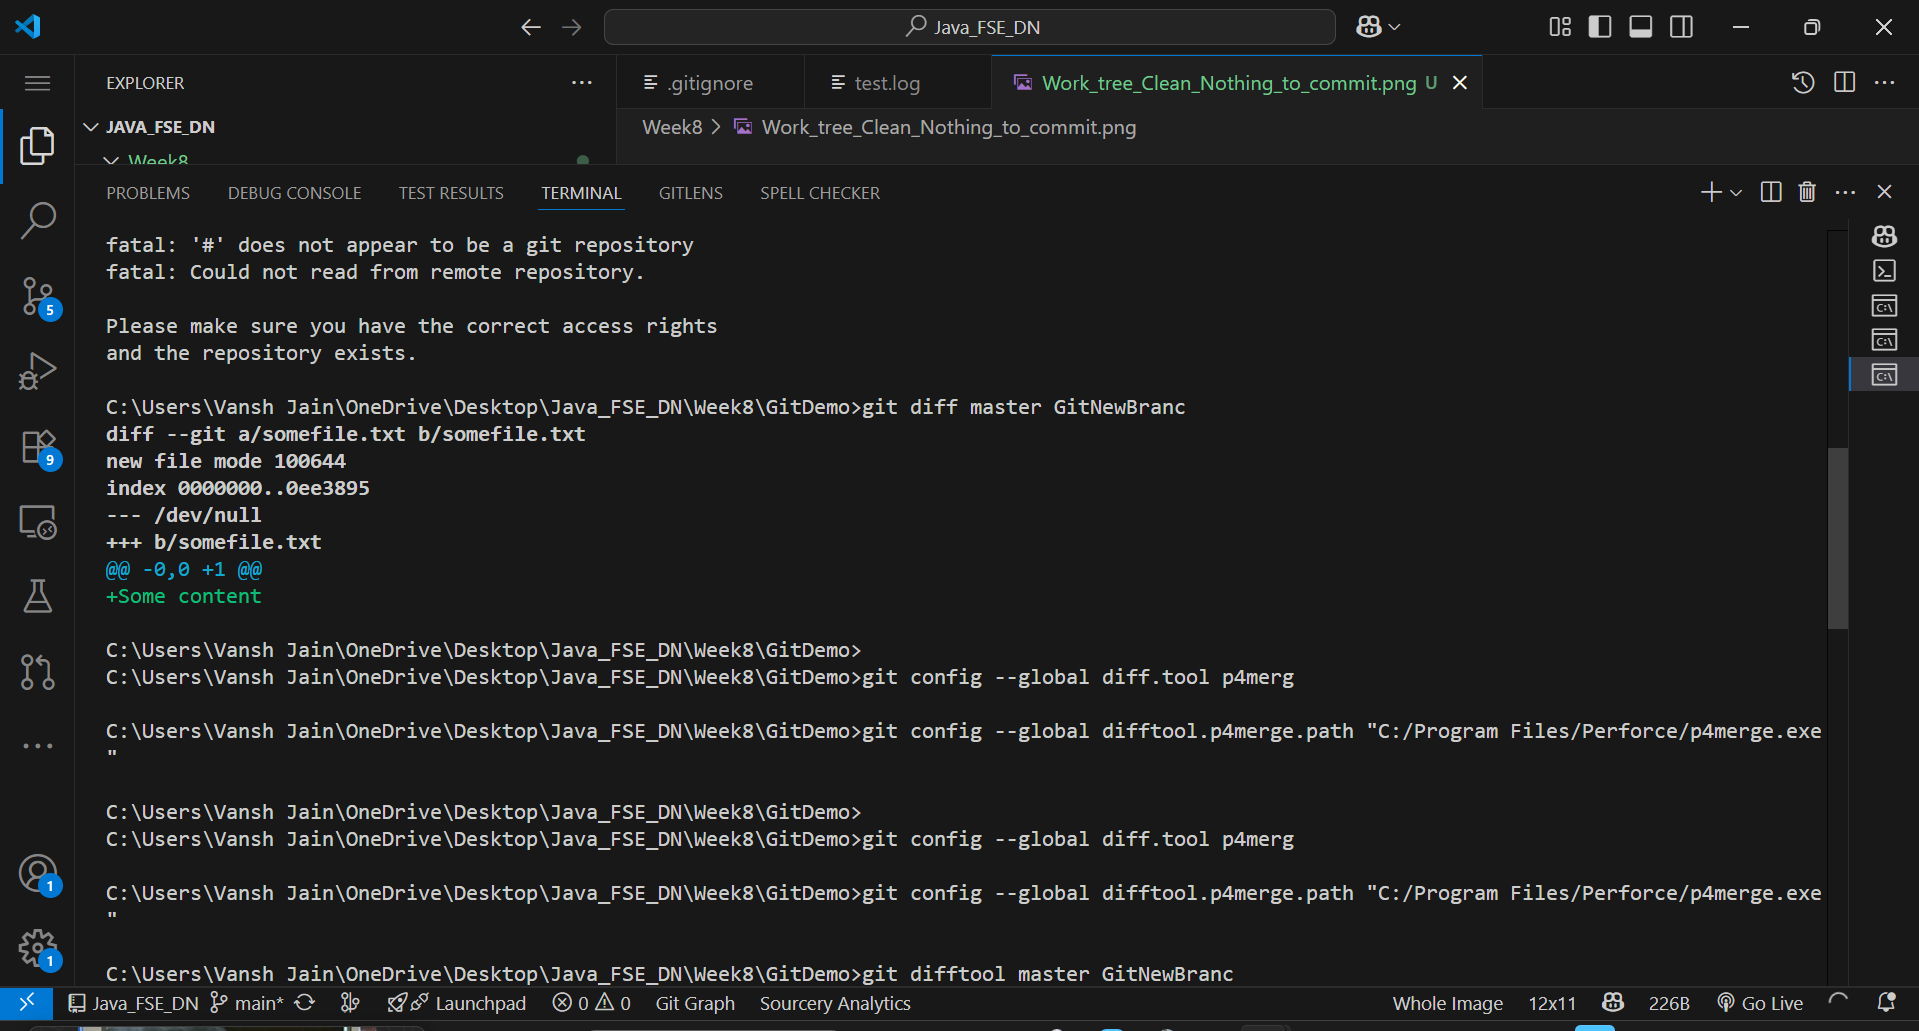 Java_FSE_DN
EXPLORER
.gitignore
test.log
Work_tree_Clean_Nothing_to_commit.png U
JAVA_FSE_DN
Week8 > Work_tree_Clean_Nothing_to_commit.png
Week8
PROBLEMS DEBUG CONSOLE TEST RESULTS TERMINAL GITLENS SPELL CHECKER
fatal: '#' does not appear to be a git repository
fatal: Could not read from remote repository.
Please make sure you have the correct access rights
and the repository exists.
C:\Users\Vansh Jain\OneDrive\Desktop\Java_FSE_DN\Week8\GitDemo>git diff master GitNewBranc
diff --git a/somefile.txt b/somefile.txt
new file mode 100644
index 0000000..0ee3895
--- /dev/null
+++ b/somefile.txt
@@ -0,0 +1 @@
+Some content
C:\Users\Vansh Jain\OneDrive\Desktop\Java_FSE_DN\Week8\GitDemo>
C:\Users\Vansh Jain\OneDrive\Desktop\Java_FSE_DN\Week8\GitDemo>git config --global diff.tool p4merg
C:\Users\Vansh Jain\OneDrive\Desktop\Java_FSE_DN\Week8\GitDemo>git config --global difftool.p4merge.path "C:/Program Files/Perforce/p4merge.exe
"
C:\Users\Vansh Jain\OneDrive\Desktop\Java_FSE_DN\Week8\GitDemo>
C:\Users\Vansh Jain\OneDrive\Desktop\Java_FSE_DN\Week8\GitDemo>git config --global diff.tool p4merg
C:\Users\Vansh Jain\OneDrive\Desktop\Java_FSE_DN\Week8\GitDemo>git config --global difftool.p4merge.path "C:/Program Files/Perforce/p4merge.exe
"
C:\Users\Vansh Jain\OneDrive\Desktop\Java_FSE_DN\Week8\GitDemo>git difftool master GitNewBranc
5
9
1
1
Java_FSE_DN main* Launchpad 0 0 Git Graph Sourcery Analytics Whole Image 12x11 226B Go Live